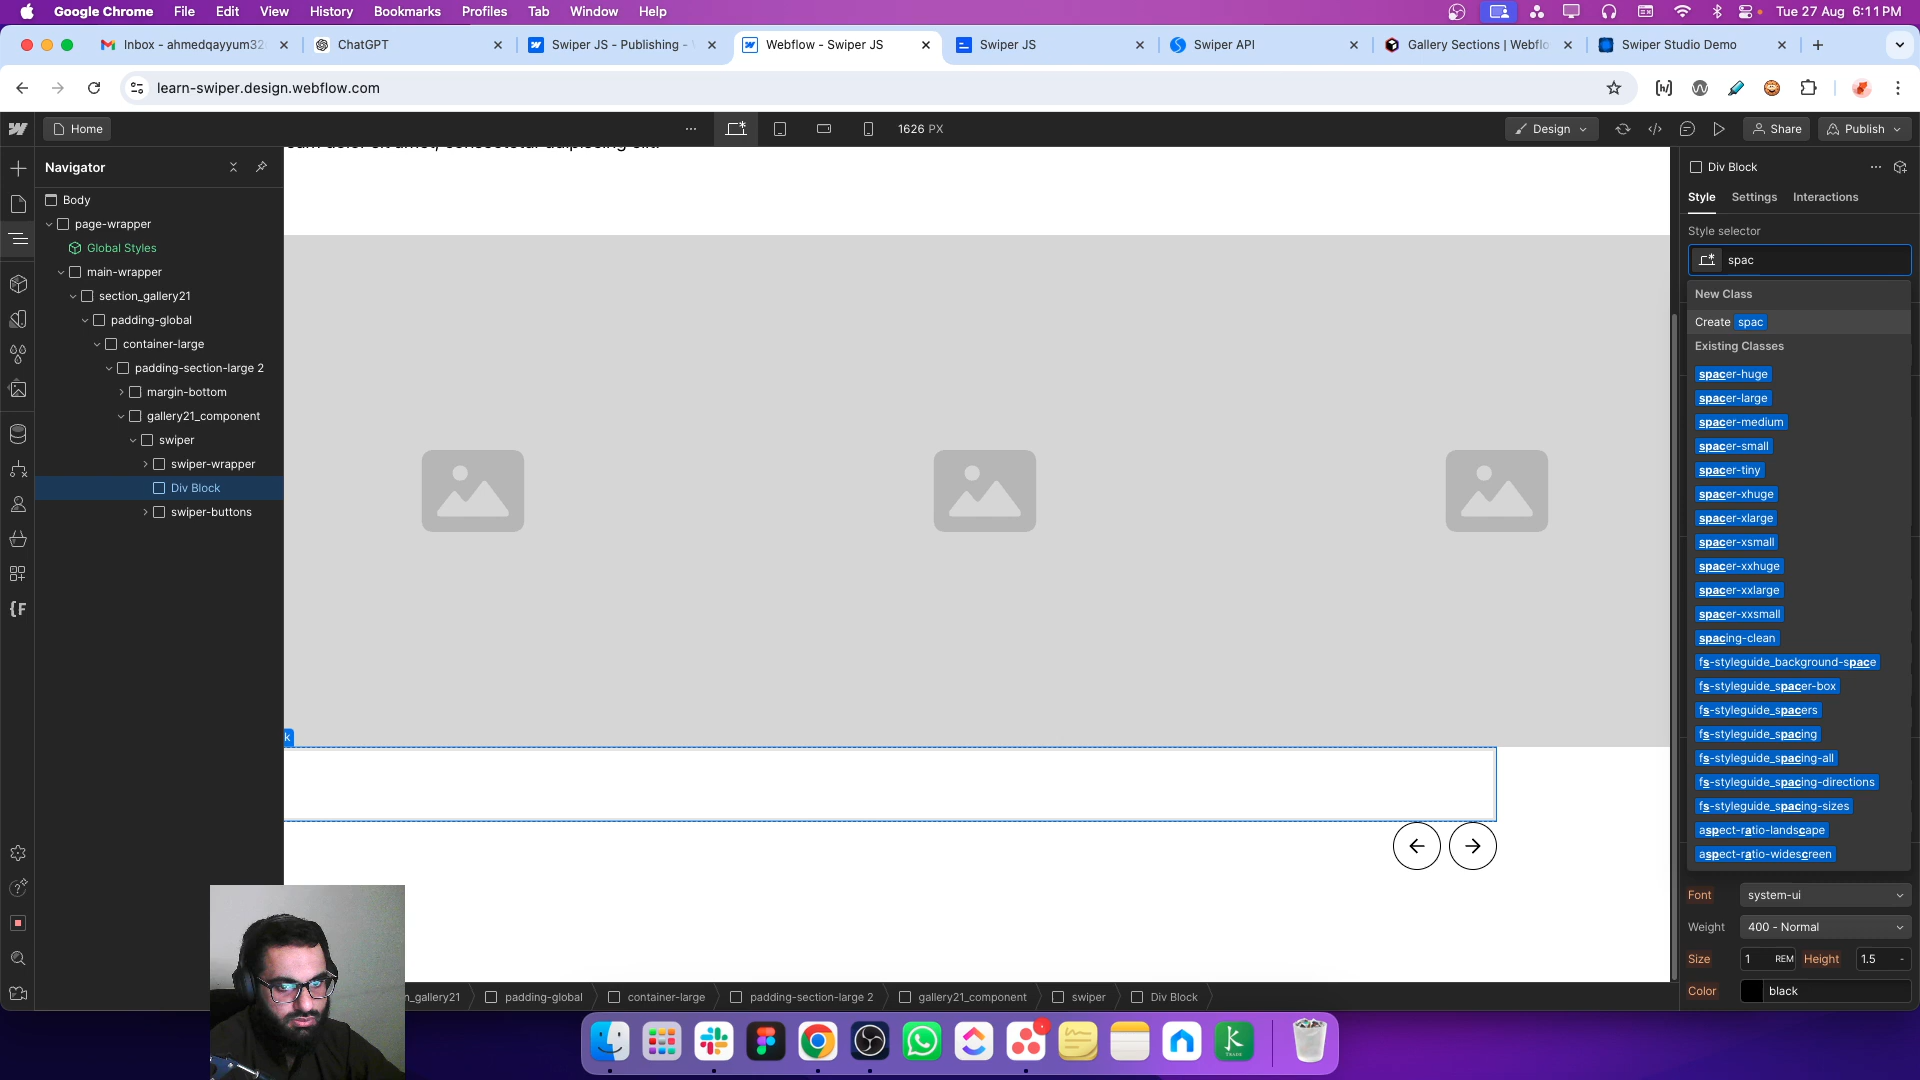 Google Chrome File Edit View History Bookmarks Profiles Tab Window Help Tue 27 Aug 6:11 PM
Inbox - ahmedqayyum32 ChatGPT Swiper JS - Publishing - Webflow - Swiper JS Swiper JS Swiper API Gallery Sections | Webflo Swiper Studio Demo
learn-swiper.design.webflow.com
Home 1626 PX Design Share Publish
Navigator
Body
page-wrapper
Global Styles
main-wrapper
section_gallery21
padding-global
container-large
padding-section-large 2
margin-bottom
gallery21_component
swiper
swiper-wrapper
Div Block
swiper-buttons
k
Div Block
Style Settings Interactions
Style selector
spac
New Class
Create spac
Existing Classes
spacer-huge
spacer-large
spacer-medium
spacer-small
spacer-tiny
spacer-xhuge
spacer-xlarge
spacer-xsmall
spacer-xxhuge
spacer-xxlarge
spacer-xxsmall
spacing-clean
fs-styleguide_background-space
fs-styleguide_spacer-box
fs-styleguide_spacers
fs-styleguide_spacing
fs-styleguide_spacing-all
fs-styleguide_spacing-directions
fs-styleguide_spacing-sizes
aspect-ratio-landscape
aspect-ratio-widescreen
Font system-ui
Weight 400 - Normal
Size 1 REM Height 1.5 -
Color black
n_gallery21 padding-global container-large padding-section-large 2 gallery21_component swiper Div Block